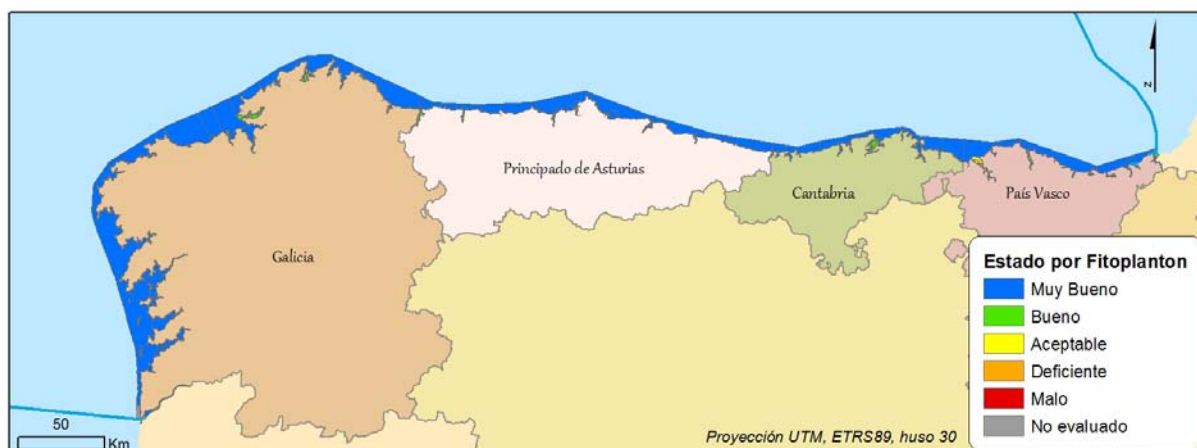 N
Principado de Asturias
Cantabria
País Vasco
Galicia
Estado por Fitoplanton
Muy Bueno
Bueno
Aceptable
Deficiente
Malo
No evaluado
50
Km
Proyección UTM, ETRS89, huso 30